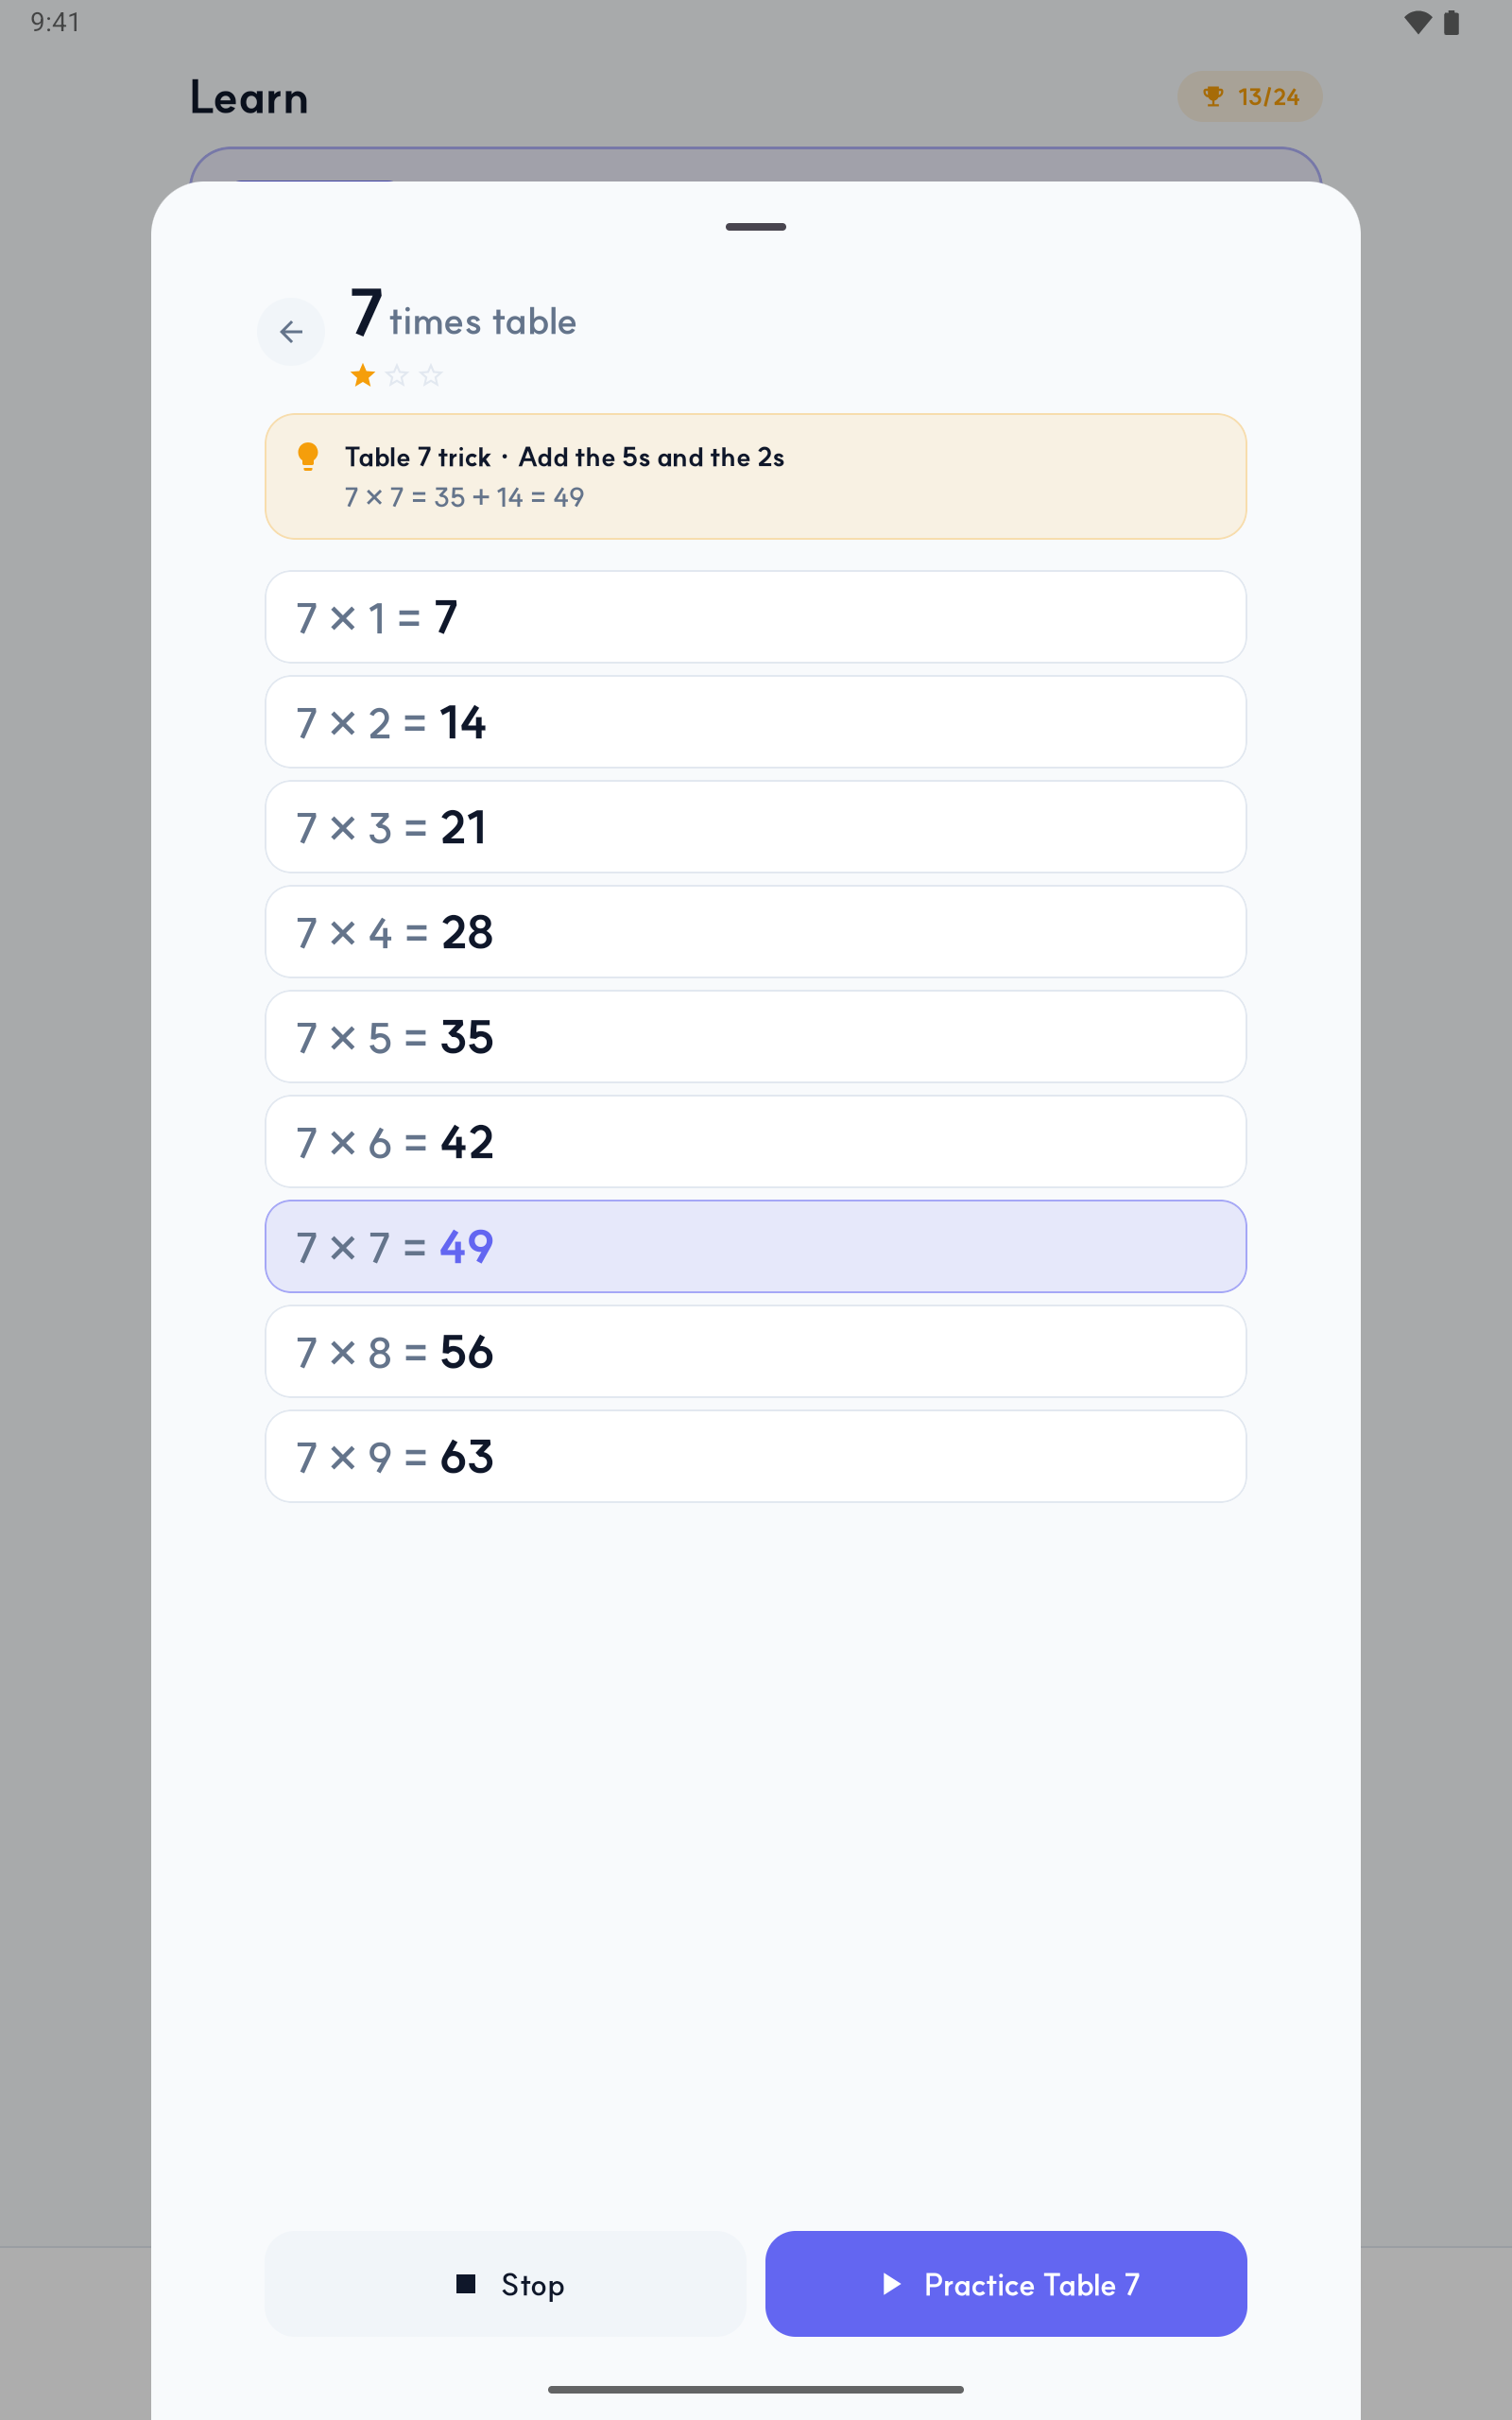 9:41
Learn
13/24
7 times table
Table 7 trick · Add the 5s and the 2s
7 × 7 = 35 + 14 = 49
7 × 1 = 7
7 × 2 = 14
7 × 3 = 21
7 × 4 = 28
7 × 5 = 35
7 × 6 = 42
7 × 7 = 49
7 × 8 = 56
7 × 9 = 63
Stop
Practice Table 7